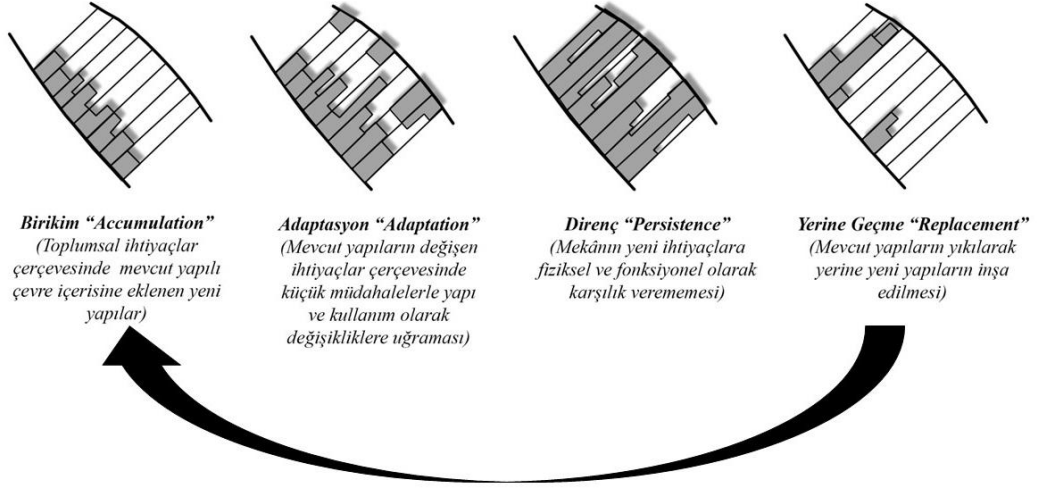 Birikim “Accumulation”
(Toplumsal ihtiyaçlar
çerçevesinde mevcut yapılı
çevre içerisine eklenen yeni
yapılar)
Adaptasyon “Adaptation”
(Mevcut yapıların değişen
ihtiyaçlar çerçevesinde
küçük müdahalelerle yapı
ve kullanım olarak
değişikliklere uğraması)
Direnç “Persistence”
(Mekânın yeni ihtiyaçlara
fiziksel ve fonksiyonel olarak
karşılık verememesi)
Yerine Geçme “Replacement”
(Mevcut yapıların yıkılarak
yerine yeni yapıların inşa
edilmesi)